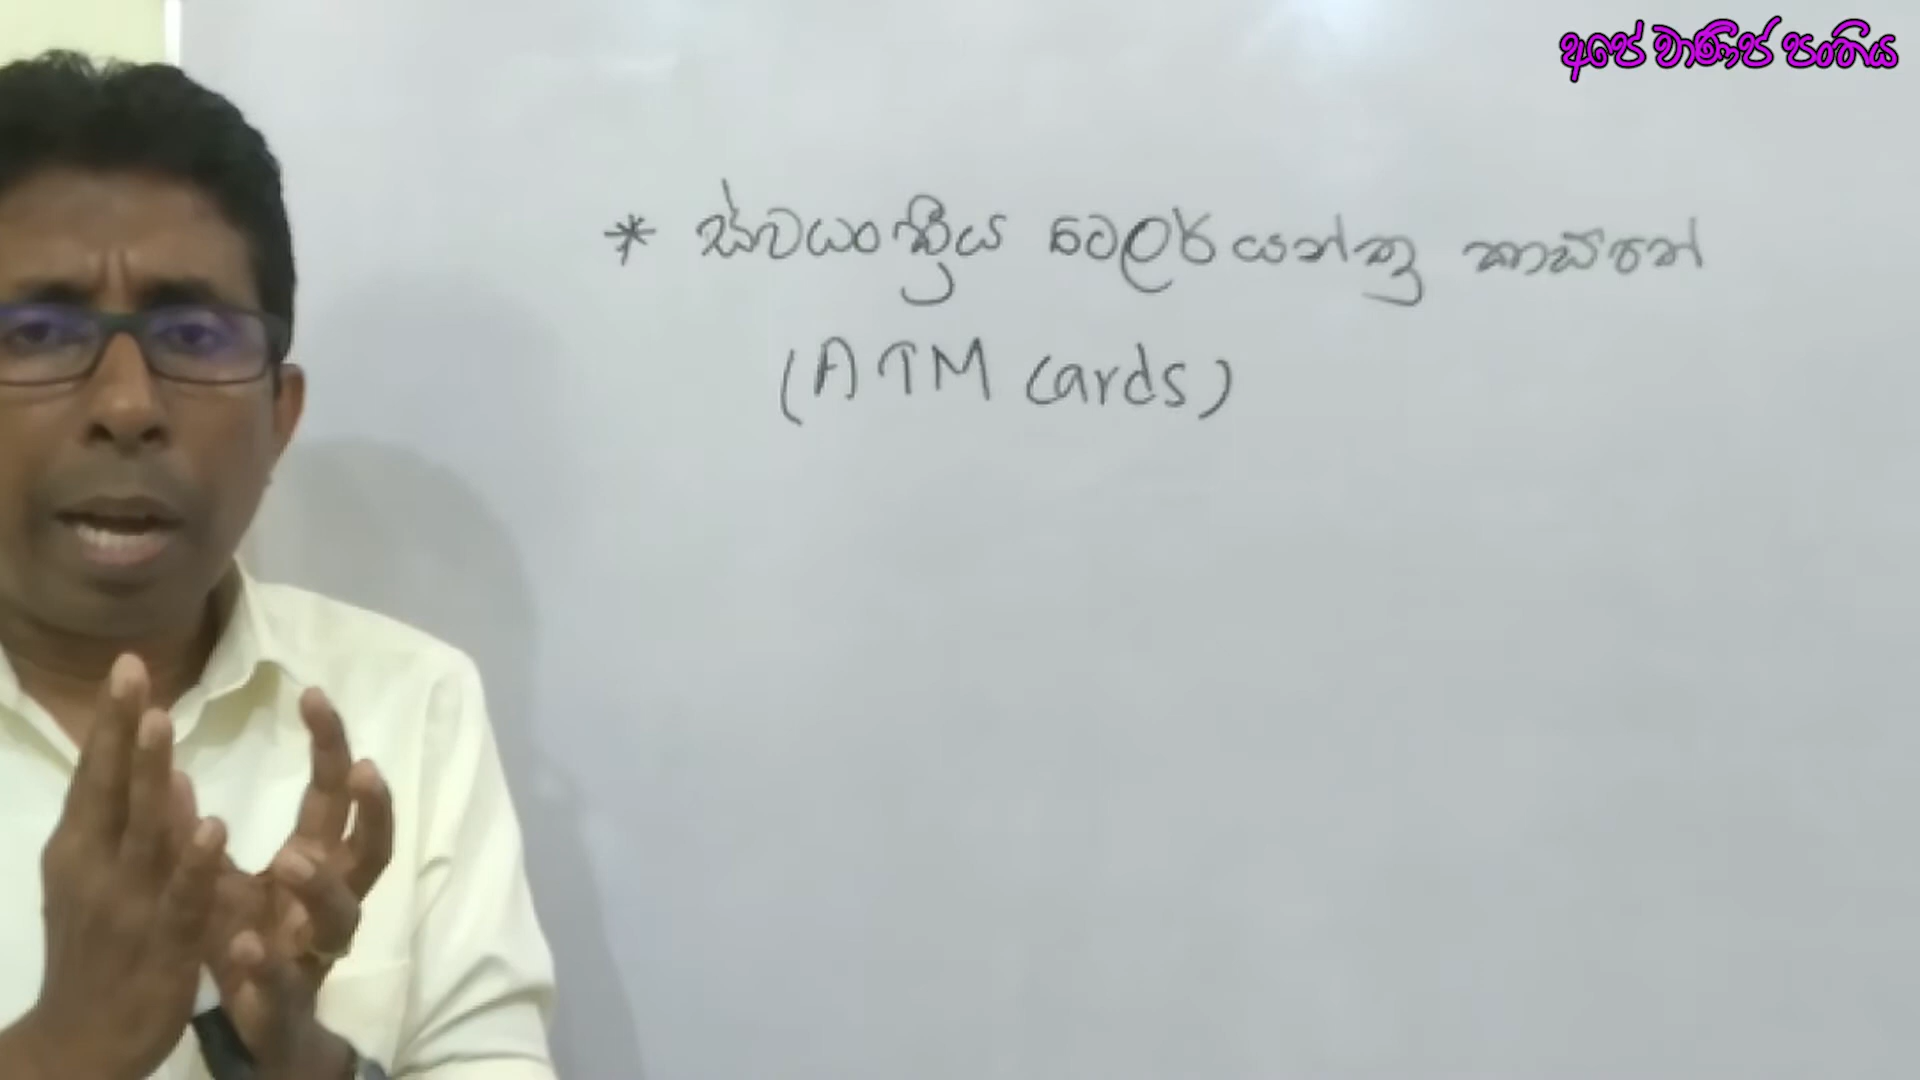 අපේ වාණිජ පංතිය
* ස්වයංක්‍රීය ටෙලර් යන්ත්‍ර කාඩ්පත්
(ATM Cards)